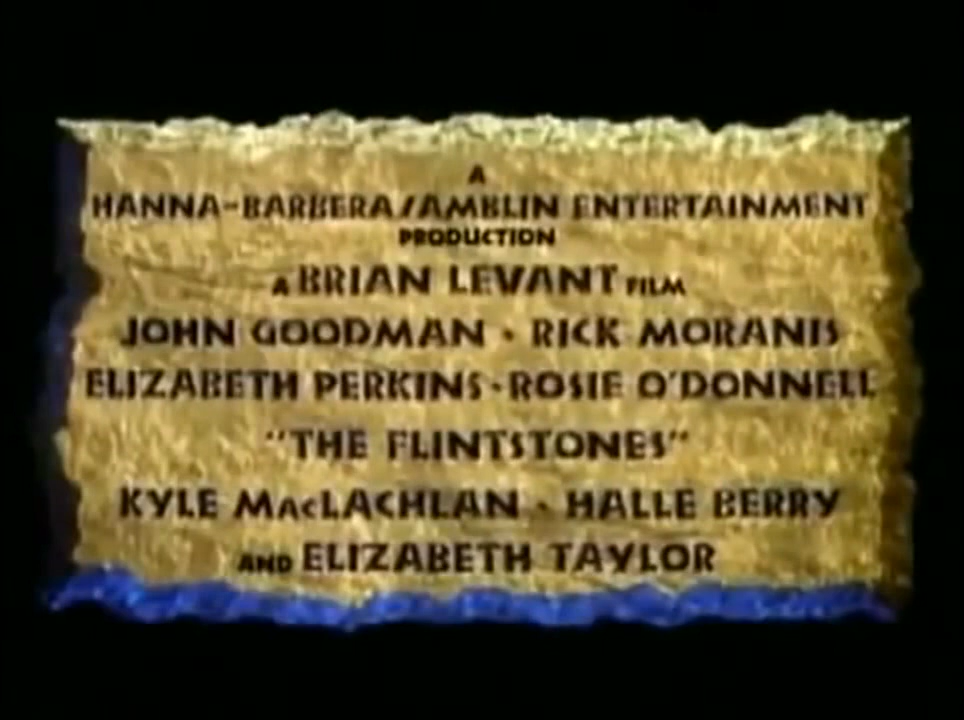 A
HANNA-BARBERA/AMBLIN ENTERTAINMENT
PRODUCTION
A BRIAN LEVANT FILM
JOHN GOODMAN · RICK MORANIS
ELIZABETH PERKINS · ROSIE O'DONNELL
"THE FLINTSTONES"
KYLE MACLACHLAN · HALLE BERRY
AND ELIZABETH TAYLOR